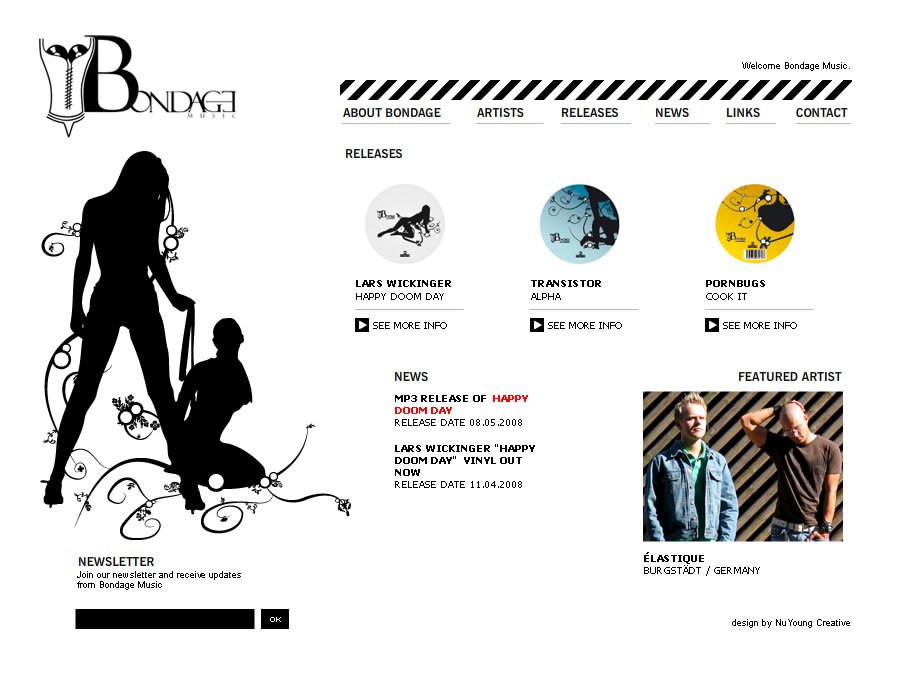 BONDAGE
MUSIC
Welcome Bondage Music.
ABOUT BONDAGE ARTISTS RELEASES NEWS LINKS CONTACT
RELEASES
LARS WICKINGER
HAPPY DOOM DAY
SEE MORE INFO
TRANSISTOR
ALPHA
SEE MORE INFO
PORNBUGS
COOK IT
SEE MORE INFO
NEWS
MP3 RELEASE OF HAPPY
DOOM DAY
RELEASE DATE 08.05.2008
LARS WICKINGER "HAPPY
DOOM DAY" VINYL OUT
NOW
RELEASE DATE 11.04.2008
FEATURED ARTIST
ÉLASTIQUE
BURGSTÄDT / GERMANY
NEWSLETTER
Join our newsletter and receive updates
from Bondage Music
OK
design by NuYoung Creative